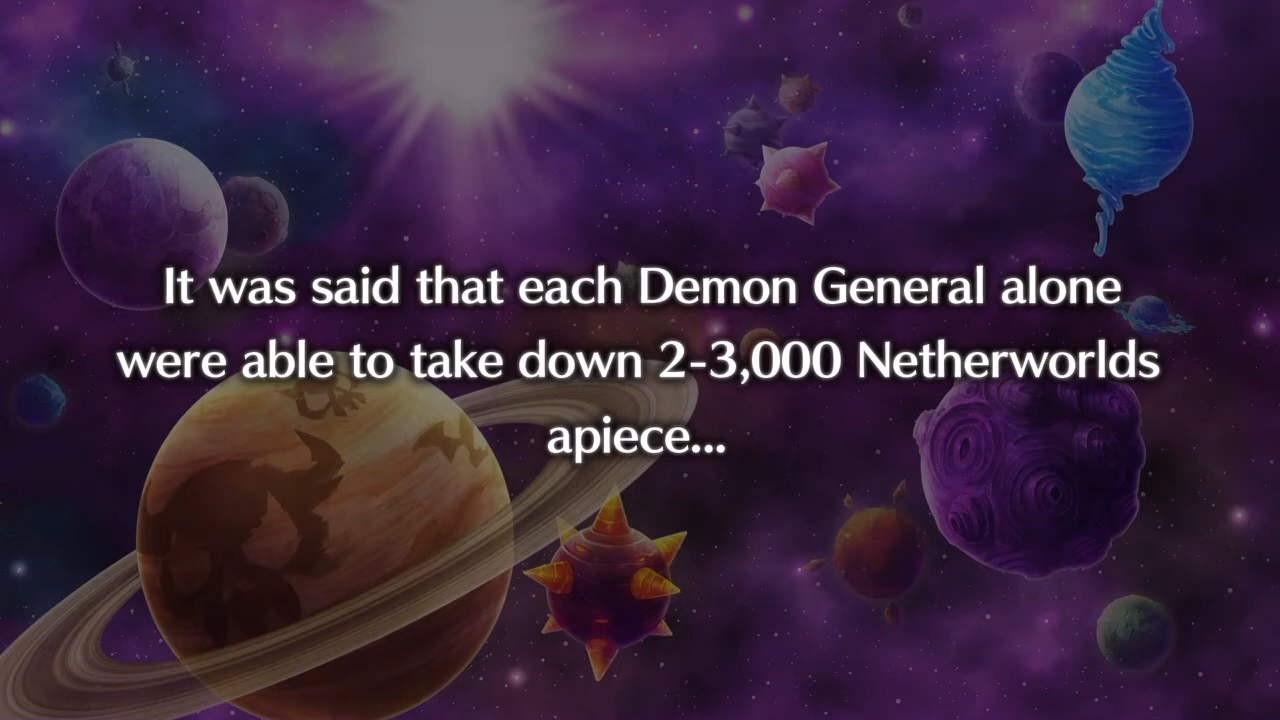 It was said that each Demon General alone
were able to take down 2-3,000 Netherworlds
apiece...